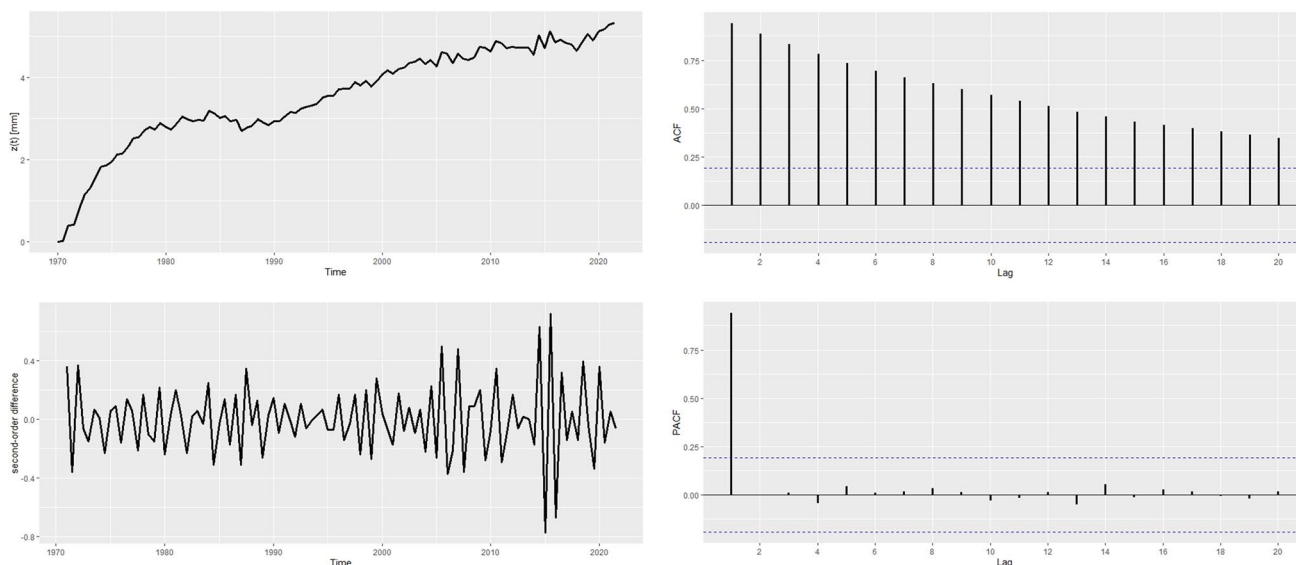 z(t) [mm]
4
2
0
1970 1980 1990 2000 2010 2020
Time
ACF
0.75
0.50
0.25
0.00
2 4 6 8 10 12 14 16 18 20
Lag
second-order difference
0.4
0.0
-0.4
-0.8
1970 1980 1990 2000 2010 2020
Time
PACF
0.75
0.50
0.25
0.00
2 4 6 8 10 12 14 16 18 20
Lag